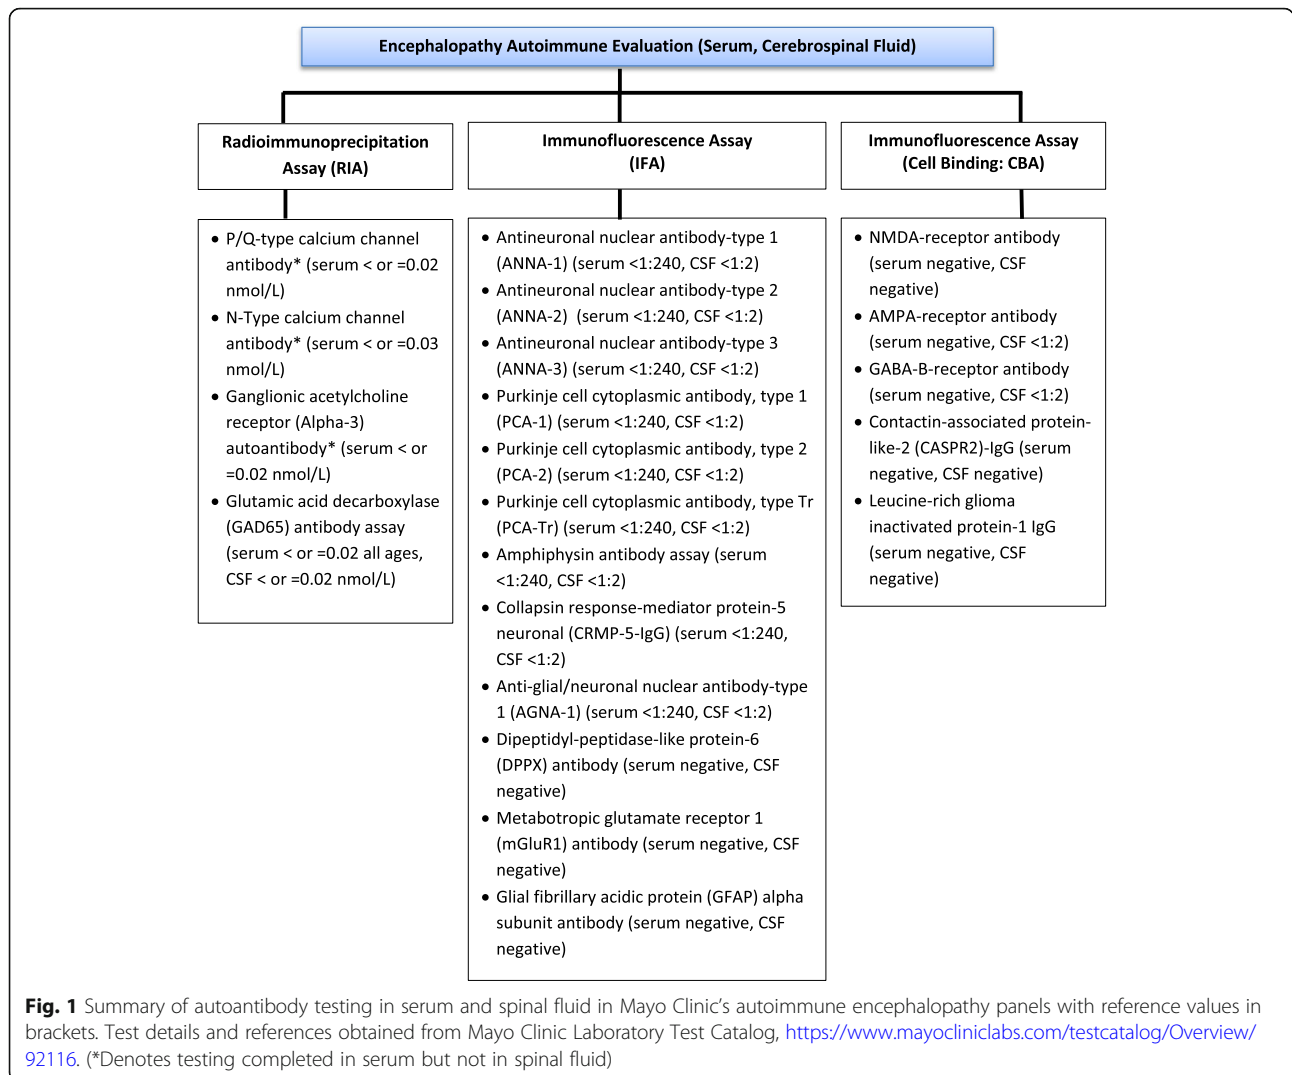 Encephalopathy Autoimmune Evaluation (Serum, Cerebrospinal Fluid)
Radioimmunoprecipitation
Assay (RIA)
• P/Q-type calcium channel
antibody* (serum < or =0.02
nmol/L)
• N-Type calcium channel
antibody* (serum < or =0.03
nmol/L)
• Ganglionic acetylcholine
receptor (Alpha-3)
autoantibody* (serum < or
=0.02 nmol/L)
• Glutamic acid decarboxylase
(GAD65) antibody assay
(serum < or =0.02 all ages,
CSF < or =0.02 nmol/L)
Immunofluorescence Assay
(IFA)
• Antineuronal nuclear antibody-type 1
(ANNA-1) (serum <1:240, CSF <1:2)
• Antineuronal nuclear antibody-type 2
(ANNA-2) (serum <1:240, CSF <1:2)
• Antineuronal nuclear antibody-type 3
(ANNA-3) (serum <1:240, CSF <1:2)
• Purkinje cell cytoplasmic antibody, type 1
(PCA-1) (serum <1:240, CSF <1:2)
• Purkinje cell cytoplasmic antibody, type 2
(PCA-2) (serum <1:240, CSF <1:2)
• Purkinje cell cytoplasmic antibody, type Tr
(PCA-Tr) (serum <1:240, CSF <1:2)
• Amphiphysin antibody assay (serum
<1:240, CSF <1:2)
• Collapsin response-mediator protein-5
neuronal (CRMP-5-IgG) (serum <1:240,
CSF <1:2)
• Anti-glial/neuronal nuclear antibody-type
1 (AGNA-1) (serum <1:240, CSF <1:2)
• Dipeptidyl-peptidase-like protein-6
(DPPX) antibody (serum negative, CSF
negative)
• Metabotropic glutamate receptor 1
(mGluR1) antibody (serum negative, CSF
negative)
• Glial fibrillary acidic protein (GFAP) alpha
subunit antibody (serum negative, CSF
negative)
Immunofluorescence Assay
(Cell Binding: CBA)
• NMDA-receptor antibody
(serum negative, CSF
negative)
• AMPA-receptor antibody
(serum negative, CSF <1:2)
• GABA-B-receptor antibody
(serum negative, CSF <1:2)
• Contactin-associated protein-
like-2 (CASPR2)-IgG (serum
negative, CSF negative)
• Leucine-rich glioma
inactivated protein-1 IgG
(serum negative, CSF
negative)
Fig. 1 Summary of autoantibody testing in serum and spinal fluid in Mayo Clinic's autoimmune encephalopathy panels with reference values in
brackets. Test details and references obtained from Mayo Clinic Laboratory Test Catalog, https://www.mayocliniclabs.com/testcatalog/Overview/
92116. (*Denotes testing completed in serum but not in spinal fluid)